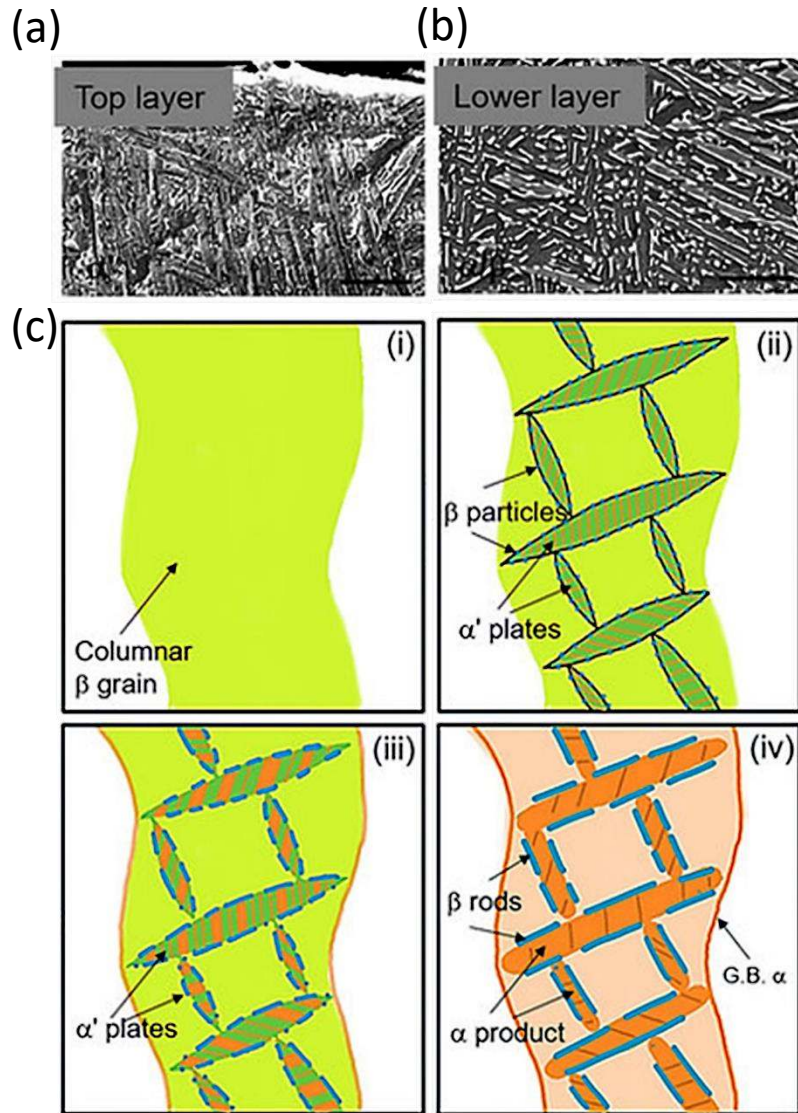 (a)
(b)
Top layer
Lower layer
(c)
(i)
Columnar
β grain
(ii)
β particles
α' plates
(iii)
α' plates
(iv)
β rods
α product
G.B. α